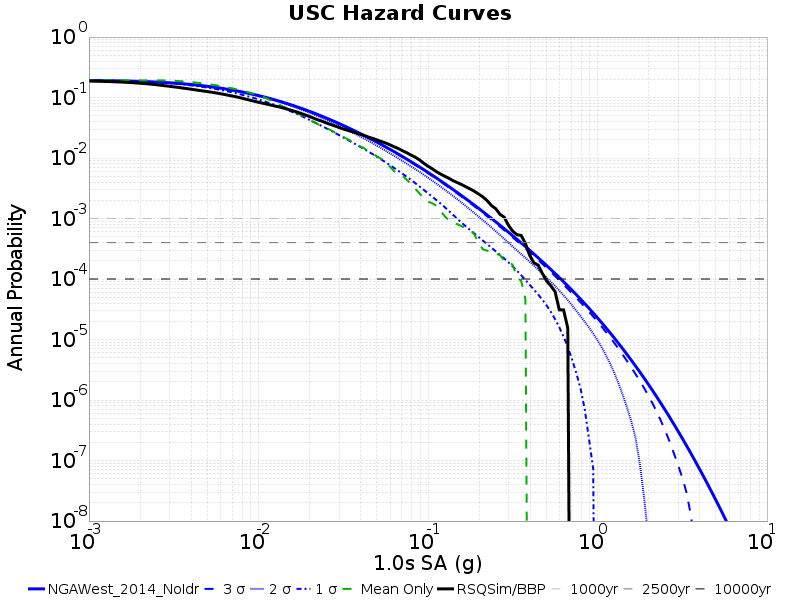 USC Hazard Curves
Annual Probability
10^0
10^-1
10^-2
10^-3
10^-4
10^-5
10^-6
10^-7
10^-8
10^-3 10^-2 10^-1 10^0 10^1
1.0s SA (g)
NGAWest_2014_NoIdr 3 σ 2 σ 1 σ Mean Only RSQSim/BBP 1000yr 2500yr 10000yr